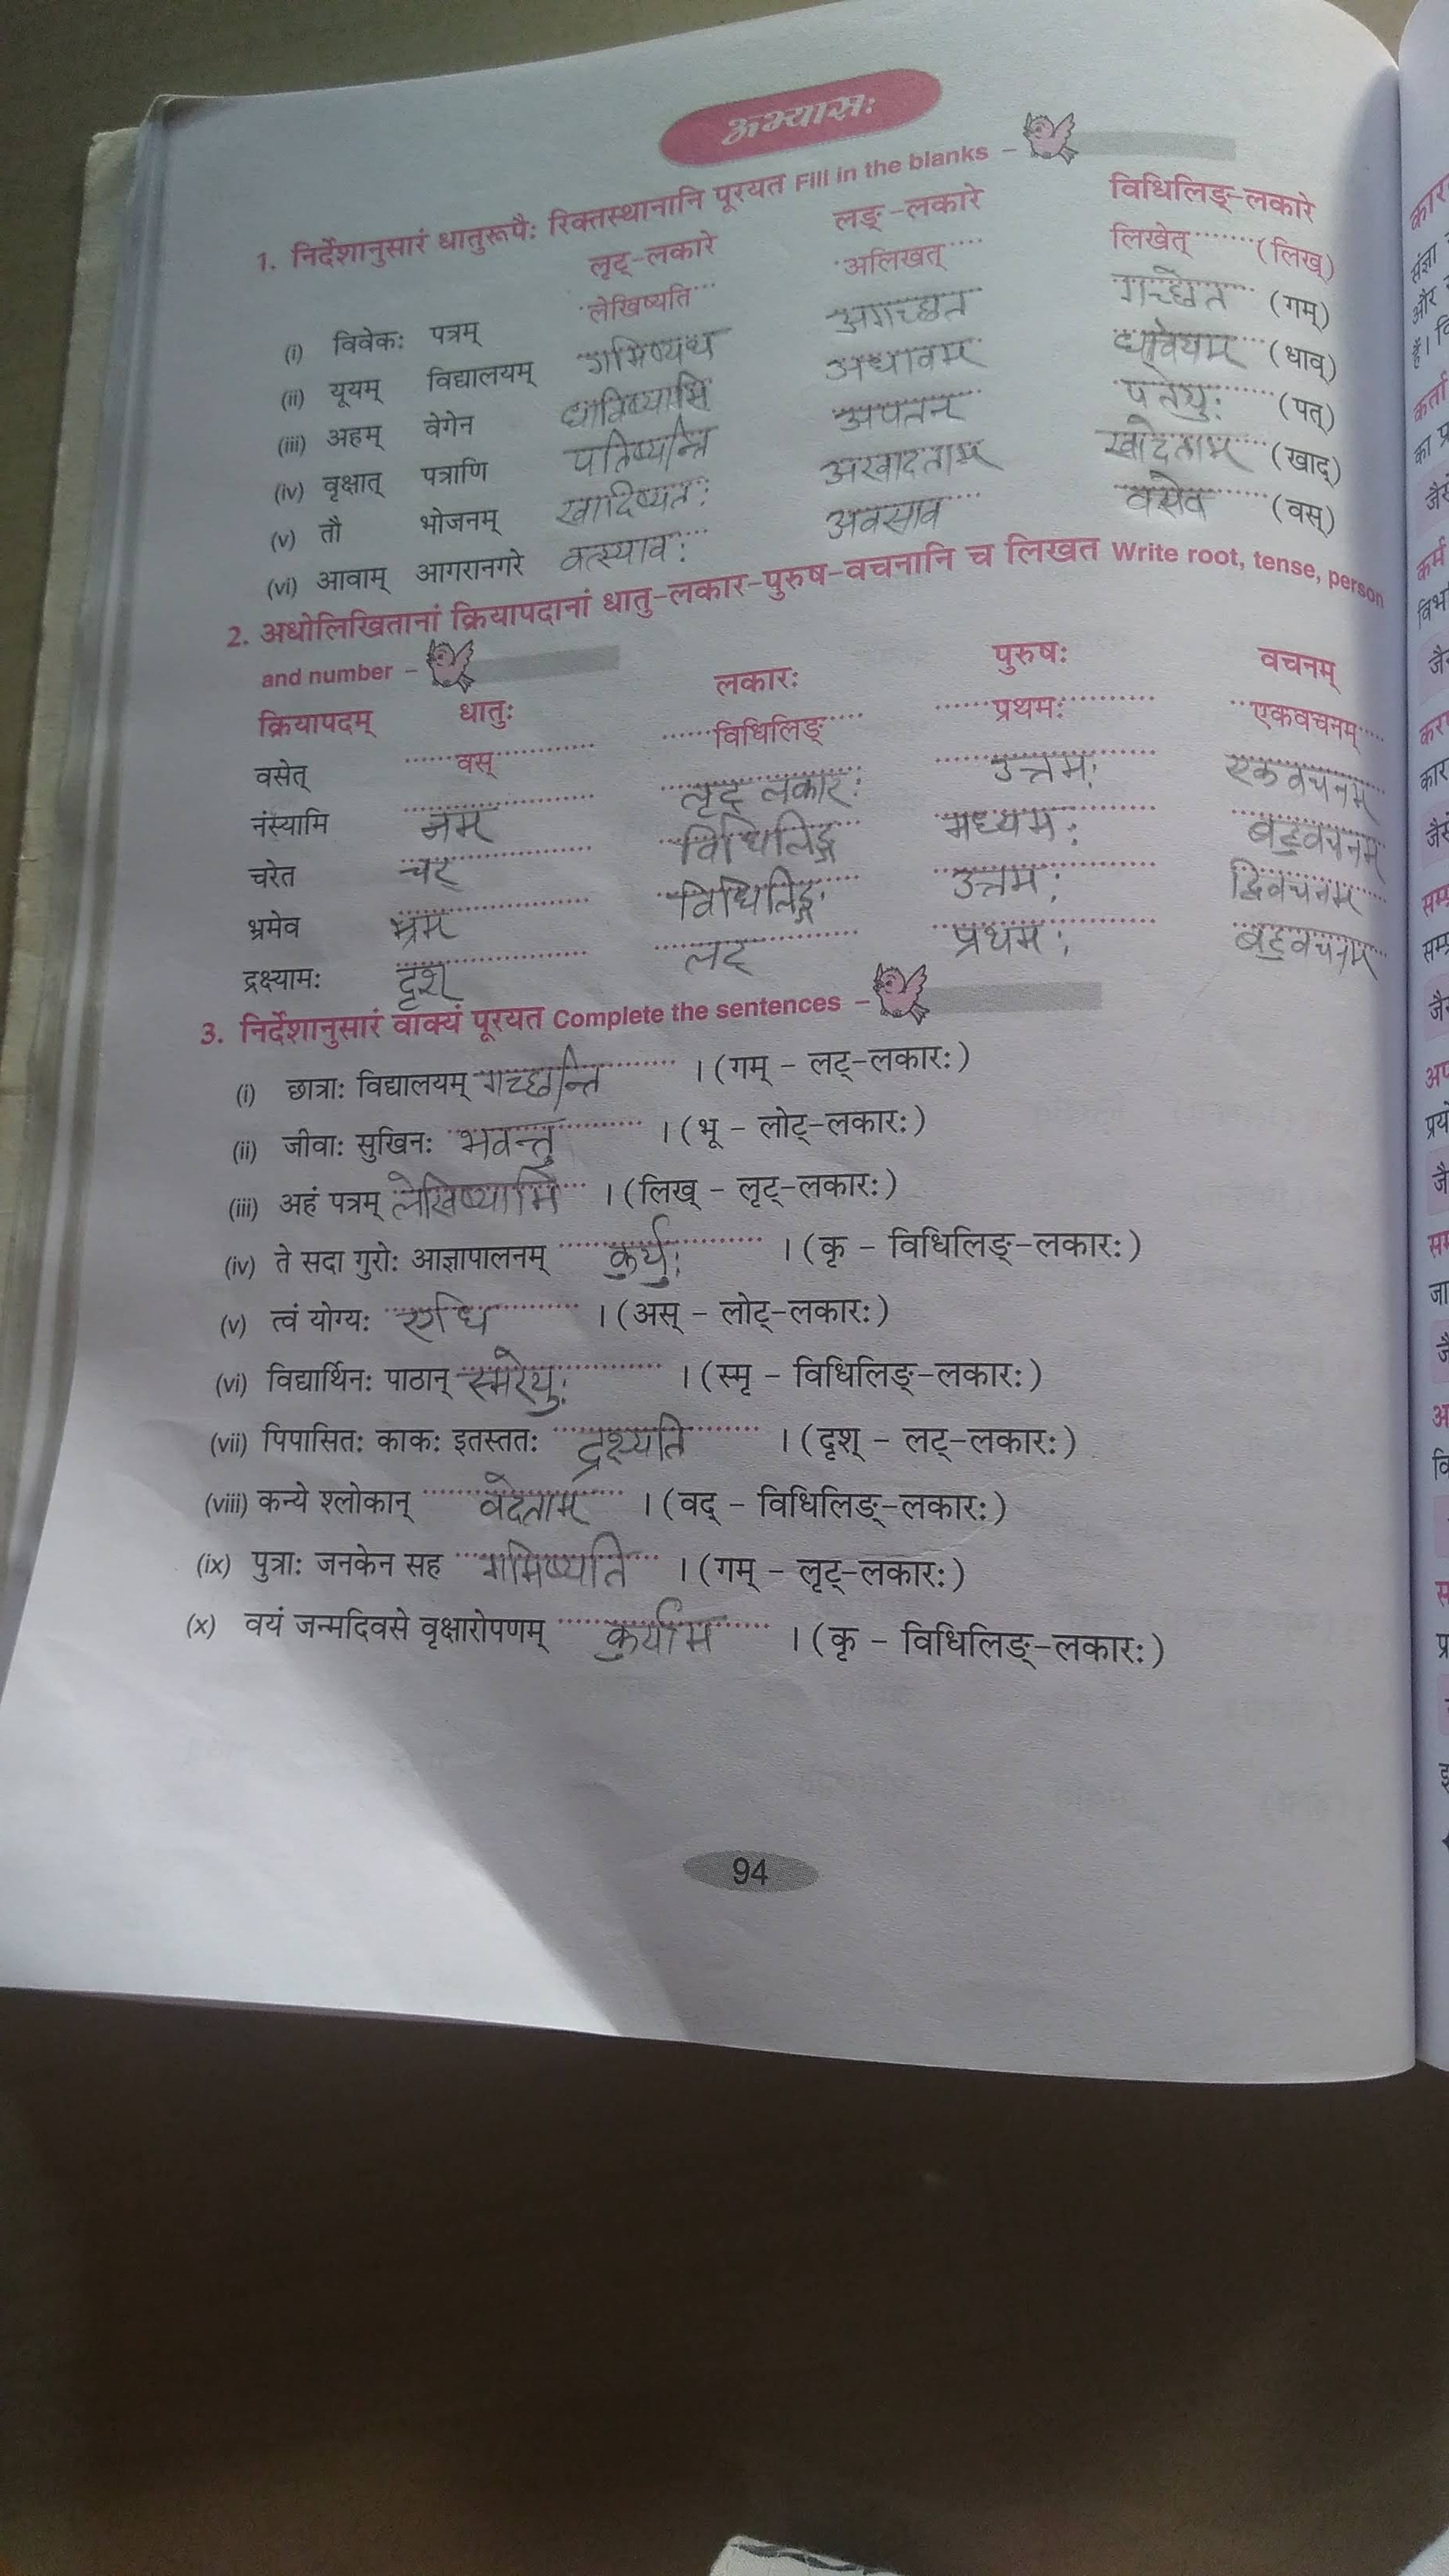 अभ्यासः
1. निर्देशानुसारं धातुरूपैः रिक्तस्थानानि पूरयत Fill in the blanks –
लृट्-लकारे लङ्-लकारे विधिलिङ्-लकारे
(i) विवेकः पत्रम् लेखिष्यति अलिखत् लिखेत् (लिख्)
(ii) यूयम् विद्यालयम् गमिष्यथ अगच्छत गच्छेत (गम्)
(iii) अहम् वेगेन धाविष्यामि अधावम् धावेयम् (धाव्)
(iv) वृक्षात् पत्राणि पतिष्यन्ति अपतन् पतेयुः (पत्)
(v) तौ भोजनम् खादिष्यतः अखादताम् खादेताम् (खाद्)
(vi) आवाम् आगरानगरे वत्स्यावः अवसाव वसेव (वस्)
2. अधोलिखितानां क्रियापदानां धातु-लकार-पुरुष-वचनानि च लिखत Write root, tense, person
and number –
क्रियापदम् धातुः लकारः पुरुषः वचनम्
वसेत् वस् विधिलिङ् प्रथमः एकवचनम्
नंस्यामि नम् लृट् लकारः उत्तमः एकवचनम्
चरेत चर् विधिलिङ्ग मध्यमः बहुवचनम्
भ्रमेव भ्रम विधिलिङ्ग उत्तमः द्विवचनम्
द्रक्ष्यामः दृश् लट् प्रथमः बहुवचनम्
3. निर्देशानुसारं वाक्यं पूरयत Complete the sentences –
(i) छात्राः विद्यालयम् गच्छन्ति । (गम् - लट्-लकारः)
(ii) जीवाः सुखिनः भवन्तु । (भू - लोट्-लकारः)
(iii) अहं पत्रम् लेखिष्यामि । (लिख् - लृट्-लकारः)
(iv) ते सदा गुरोः आज्ञापालनम् कुर्युः । (कृ - विधिलिङ्-लकारः)
(v) त्वं योग्यः एधि । (अस् - लोट्-लकारः)
(vi) विद्यार्थिनः पाठान् स्मरेयुः । (स्मृ - विधिलिङ्-लकारः)
(vii) पिपासितः काकः इतस्ततः । (दृश् - लट्-लकारः)
(viii) कन्ये श्लोकान् वदेताम् । (वद् - विधिलिङ्-लकारः)
(ix) पुत्राः जनकेन सह गमिष्यति । (गम् - लृट्-लकारः)
(x) वयं जन्मदिवसे वृक्षारोपणम् कुर्याम । (कृ - विधिलिङ्-लकारः)
94